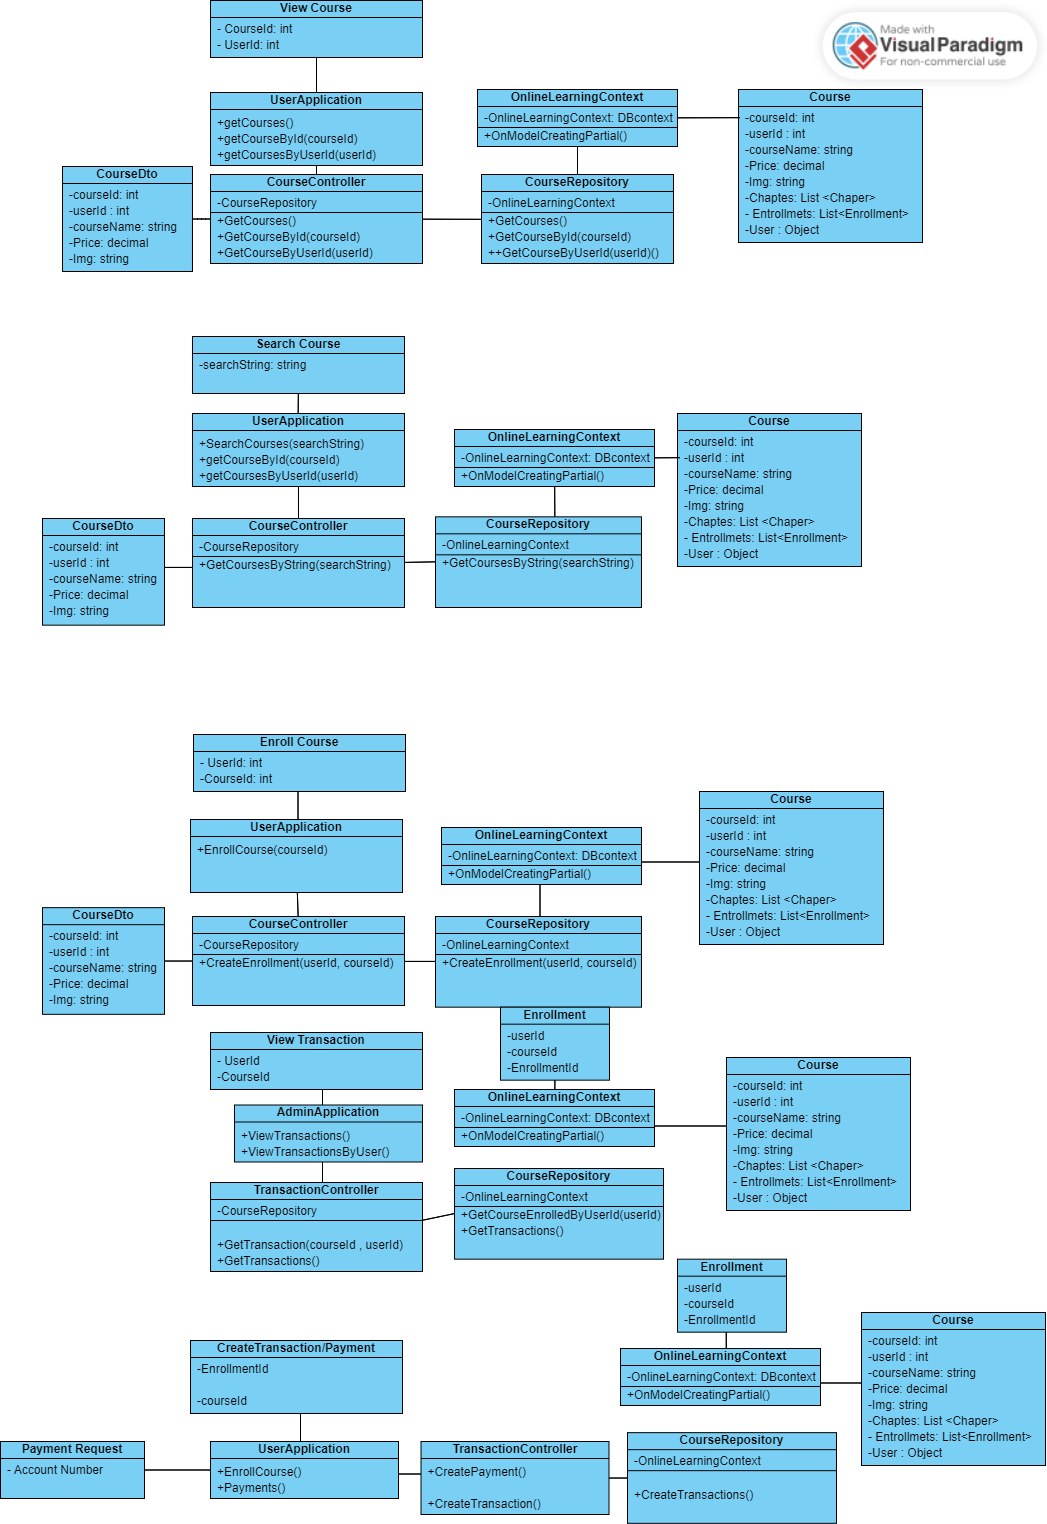 View Course
- CourseId: int
- UserId: int
Made with
Visual Paradigm
For non-commercial use
UserApplication
+getCourses()
+getCourseById(courseId)
+getCoursesByUserId(userId)
OnlineLearningContext
-OnlineLearningContext: DBcontext
+OnModelCreatingPartial()
Course
-courseId: int
-userId : int
-courseName: string
-Price: decimal
-Img: string
-Chaptes: List <Chaper>
- Entrollmets: List<Enrollment>
-User : Object
CourseDto
-courseId: int
-userId : int
-courseName: string
-Price: decimal
-Img: string
CourseController
-CourseRepository
+GetCourses()
+GetCourseById(courseId)
+GetCourseByUserId(userId)
CourseRepository
-OnlineLearningContext
+GetCourses()
+GetCourseById(courseId)
++GetCourseByUserId(userId)()
Search Course
-searchString: string
UserApplication
+SearchCourses(searchString)
+getCourseById(courseId)
+getCoursesByUserId(userId)
OnlineLearningContext
-OnlineLearningContext: DBcontext
+OnModelCreatingPartial()
Course
-courseId: int
-userId : int
-courseName: string
-Price: decimal
-Img: string
-Chaptes: List <Chaper>
- Entrollmets: List<Enrollment>
-User : Object
CourseDto
-courseId: int
-userId : int
-courseName: string
-Price: decimal
-Img: string
CourseController
-CourseRepository
+GetCoursesByString(searchString)
CourseRepository
-OnlineLearningContext
+GetCoursesByString(searchString)
Enroll Course
- UserId: int
-CourseId: int
UserApplication
+EnrollCourse(courseId)
OnlineLearningContext
-OnlineLearningContext: DBcontext
+OnModelCreatingPartial()
Course
-courseId: int
-userId : int
-courseName: string
-Price: decimal
-Img: string
-Chaptes: List <Chaper>
- Entrollmets: List<Enrollment>
-User : Object
CourseDto
-courseId: int
-userId : int
-courseName: string
-Price: decimal
-Img: string
CourseController
-CourseRepository
+CreateEnrollment(userId, courseId)
CourseRepository
-OnlineLearningContext
+CreateEnrollment(userId, courseId)
Enrollment
-userId
-courseId
-EnrollmentId
View Transaction
- UserId
-CourseId
AdminApplication
+ViewTransactions()
+ViewTransactionsByUser()
OnlineLearningContext
-OnlineLearningContext: DBcontext
+OnModelCreatingPartial()
Course
-courseId: int
-userId : int
-courseName: string
-Price: decimal
-Img: string
-Chaptes: List <Chaper>
- Entrollmets: List<Enrollment>
-User : Object
TransactionController
-CourseRepository
+GetTransaction(courseId , userId)
+GetTransactions()
CourseRepository
-OnlineLearningContext
+GetCourseEnrolledByUserId(userId)
+GetTransactions()
Enrollment
-userId
-courseId
-EnrollmentId
CreateTransaction/Payment
-EnrollmentId
-courseId
OnlineLearningContext
-OnlineLearningContext: DBcontext
+OnModelCreatingPartial()
Course
-courseId: int
-userId : int
-courseName: string
-Price: decimal
-Img: string
-Chaptes: List <Chaper>
- Entrollmets: List<Enrollment>
-User : Object
Payment Request
- Account Number
UserApplication
+EnrollCourse()
+Payments()
TransactionController
+CreatePayment()
+CreateTransaction()
CourseRepository
-OnlineLearningContext
+CreateTransactions()